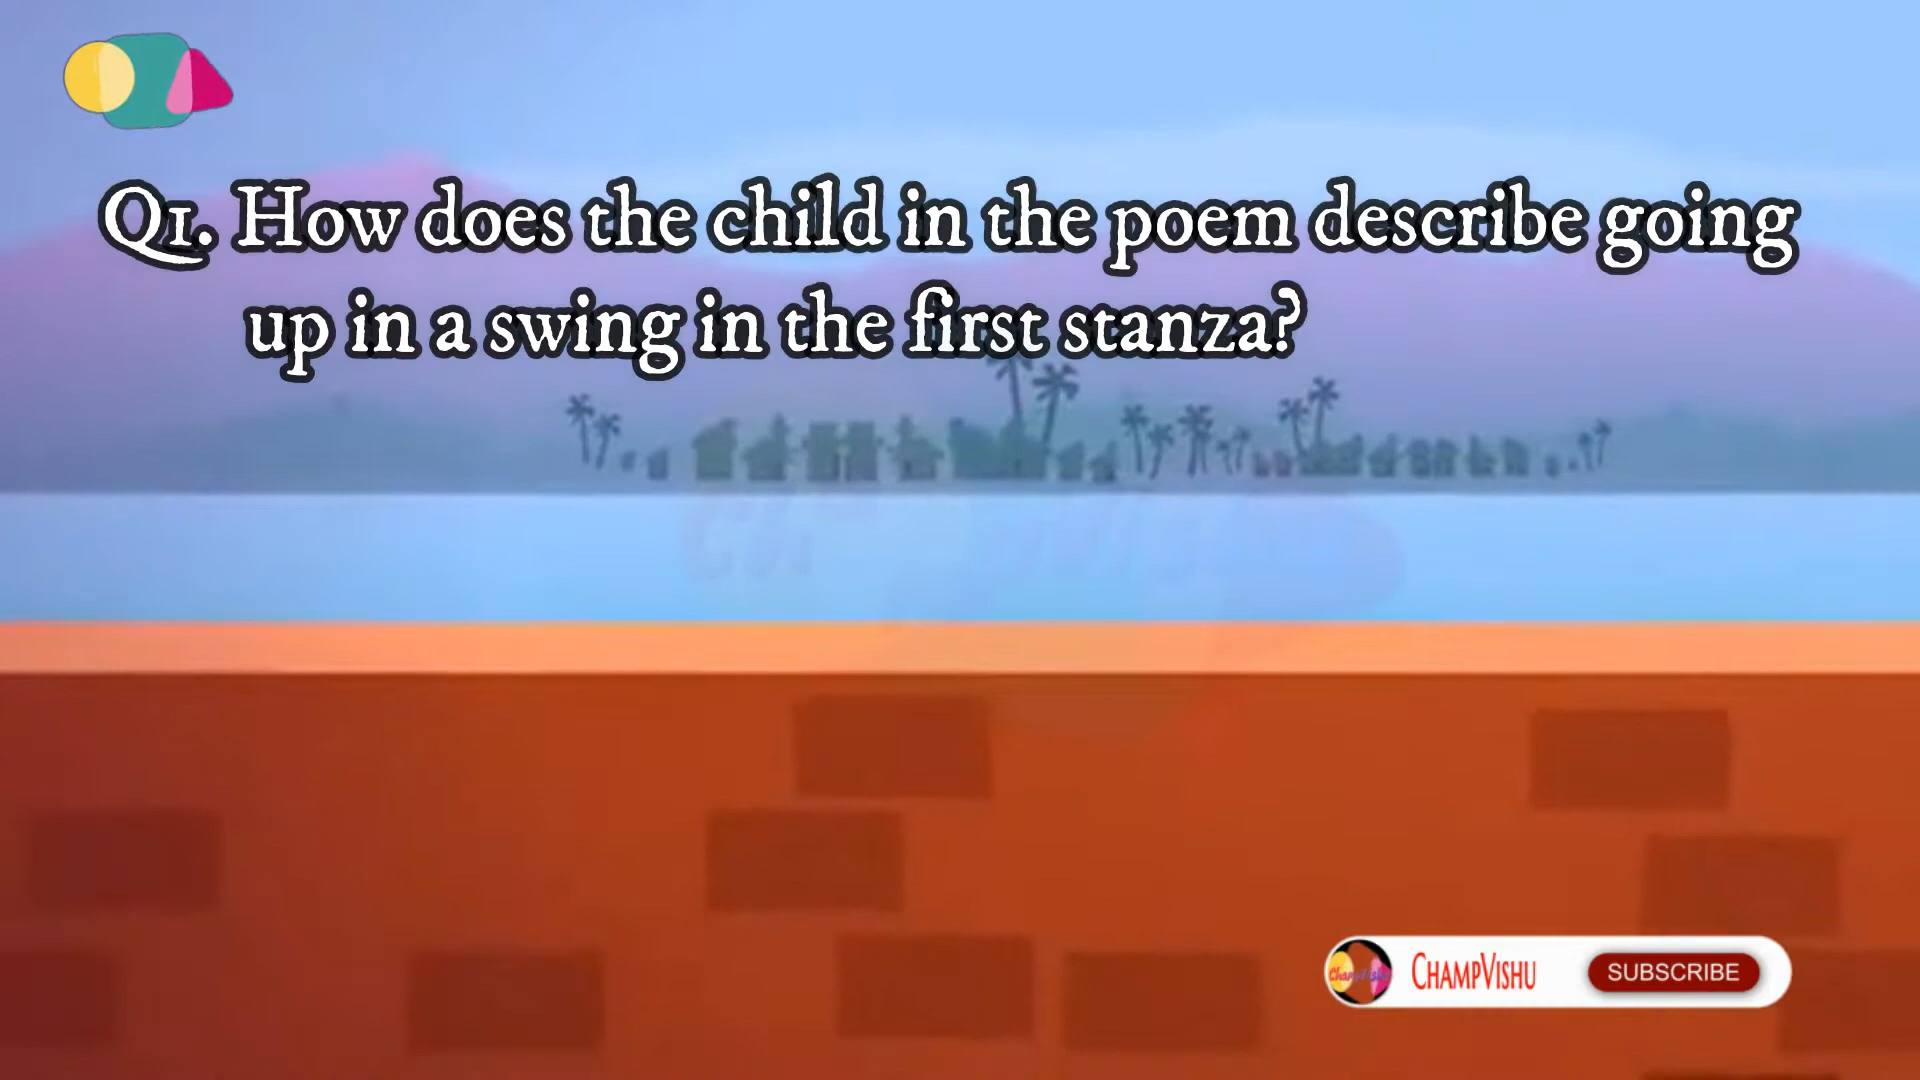 Q1. How does the child in the poem describe going
up in a swing in the first stanza?
CHAMPVISHU
SUBSCRIBE